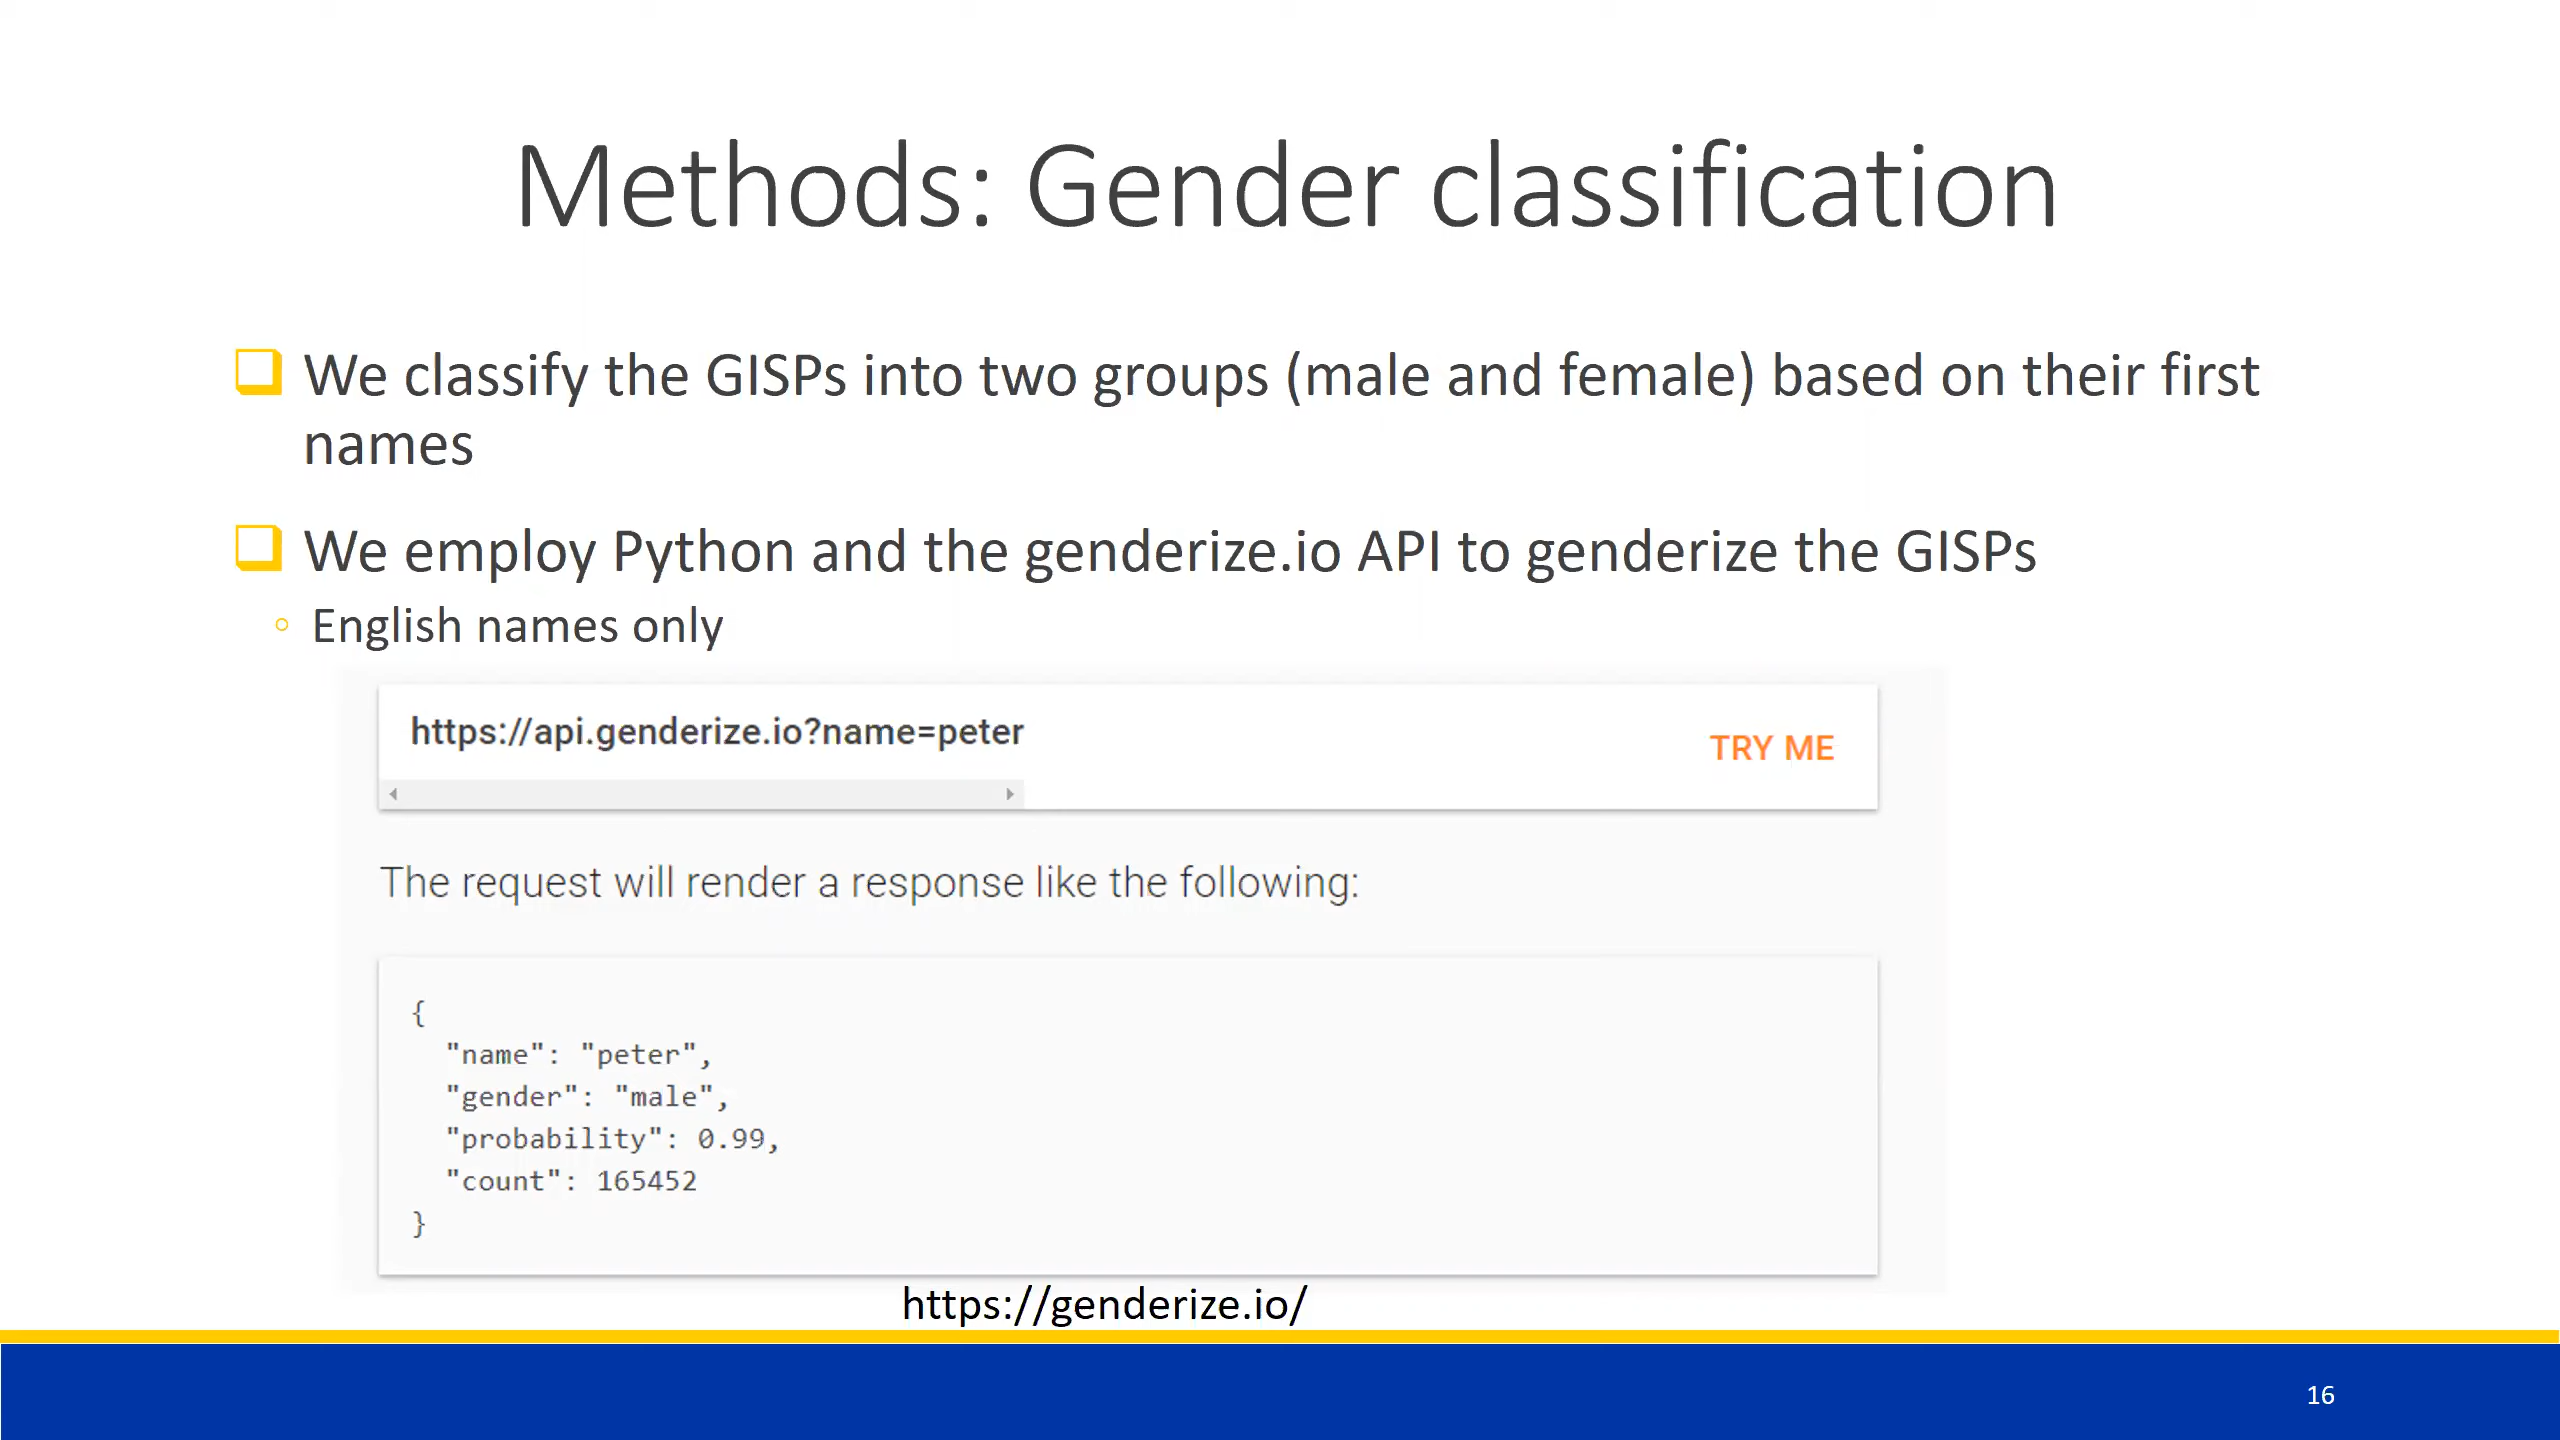 Methods: Gender classification
We classify the GISPs into two groups (male and female) based on their first
names
We employ Python and the genderize.io API to genderize the GISPs
English names only
https://api.genderize.io?name=peter
TRY ME
The request will render a response like the following:
{
"name": "peter",
"gender": "male",
"probability": 0.99,
"count": 165452
}
https://genderize.io/
16